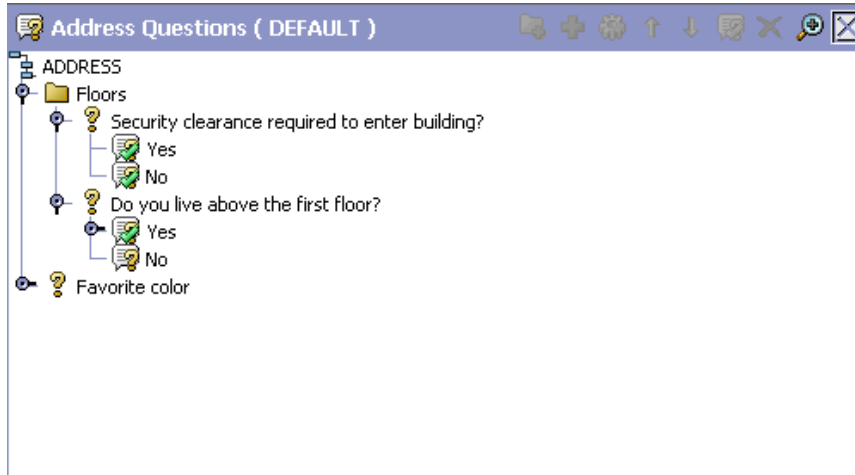 Address Questions ( DEFAULT )
ADDRESS
Floors
Security clearance required to enter building?
Yes
No
Do you live above the first floor?
Yes
No
Favorite color